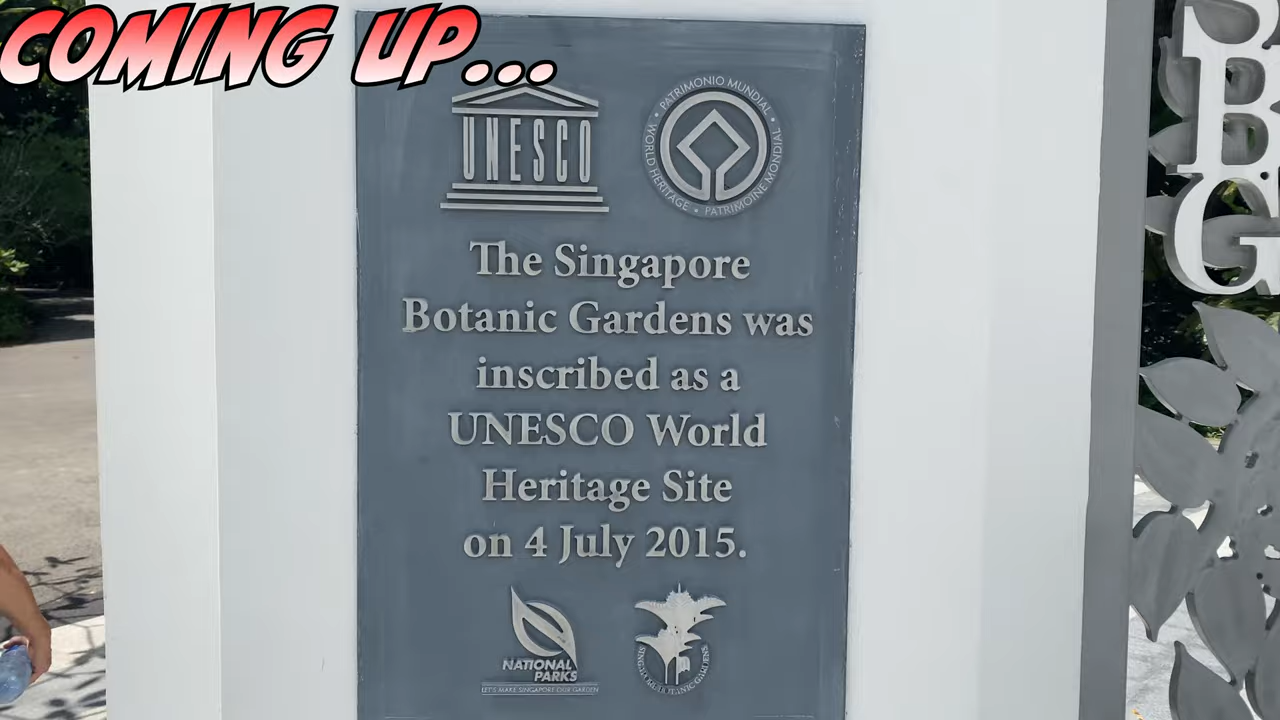 COMING UP...
UNESCO
PATRIMONIO MUNDIAL • WORLD HERITAGE • PATRIMOINE MONDIAL •
The Singapore
Botanic Gardens was
inscribed as a
UNESCO World
Heritage Site
on 4 July 2015.
NATIONAL
PARKS
LET'S MAKE SINGAPORE OUR GARDEN
SINGAPORE BOTANIC GARDENS
B
G